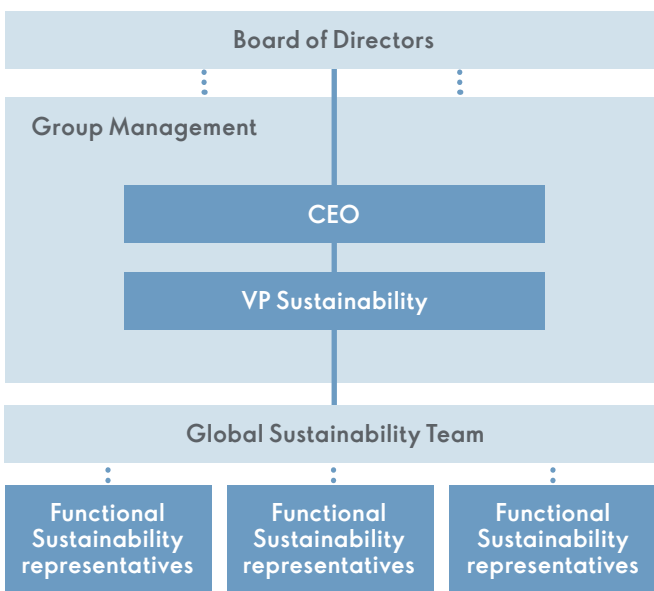 Board of Directors
Group Management
CEO
VP Sustainability
Global Sustainability Team
Functional
Sustainability
representatives
Functional
Sustainability
representatives
Functional
Sustainability
representatives